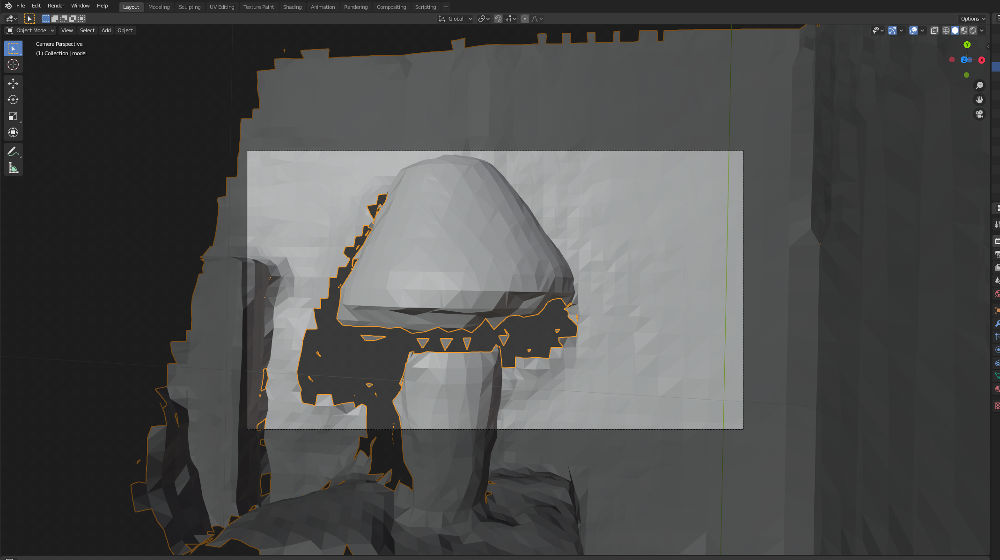 File Edit Render Window Help Layout Modeling Sculpting UV Editing Texture Paint Shading Animation Rendering Compositing Scripting +
Global Options
Object Mode View Select Add Object
Camera Perspective
(1) Collection | model
Y
Z X